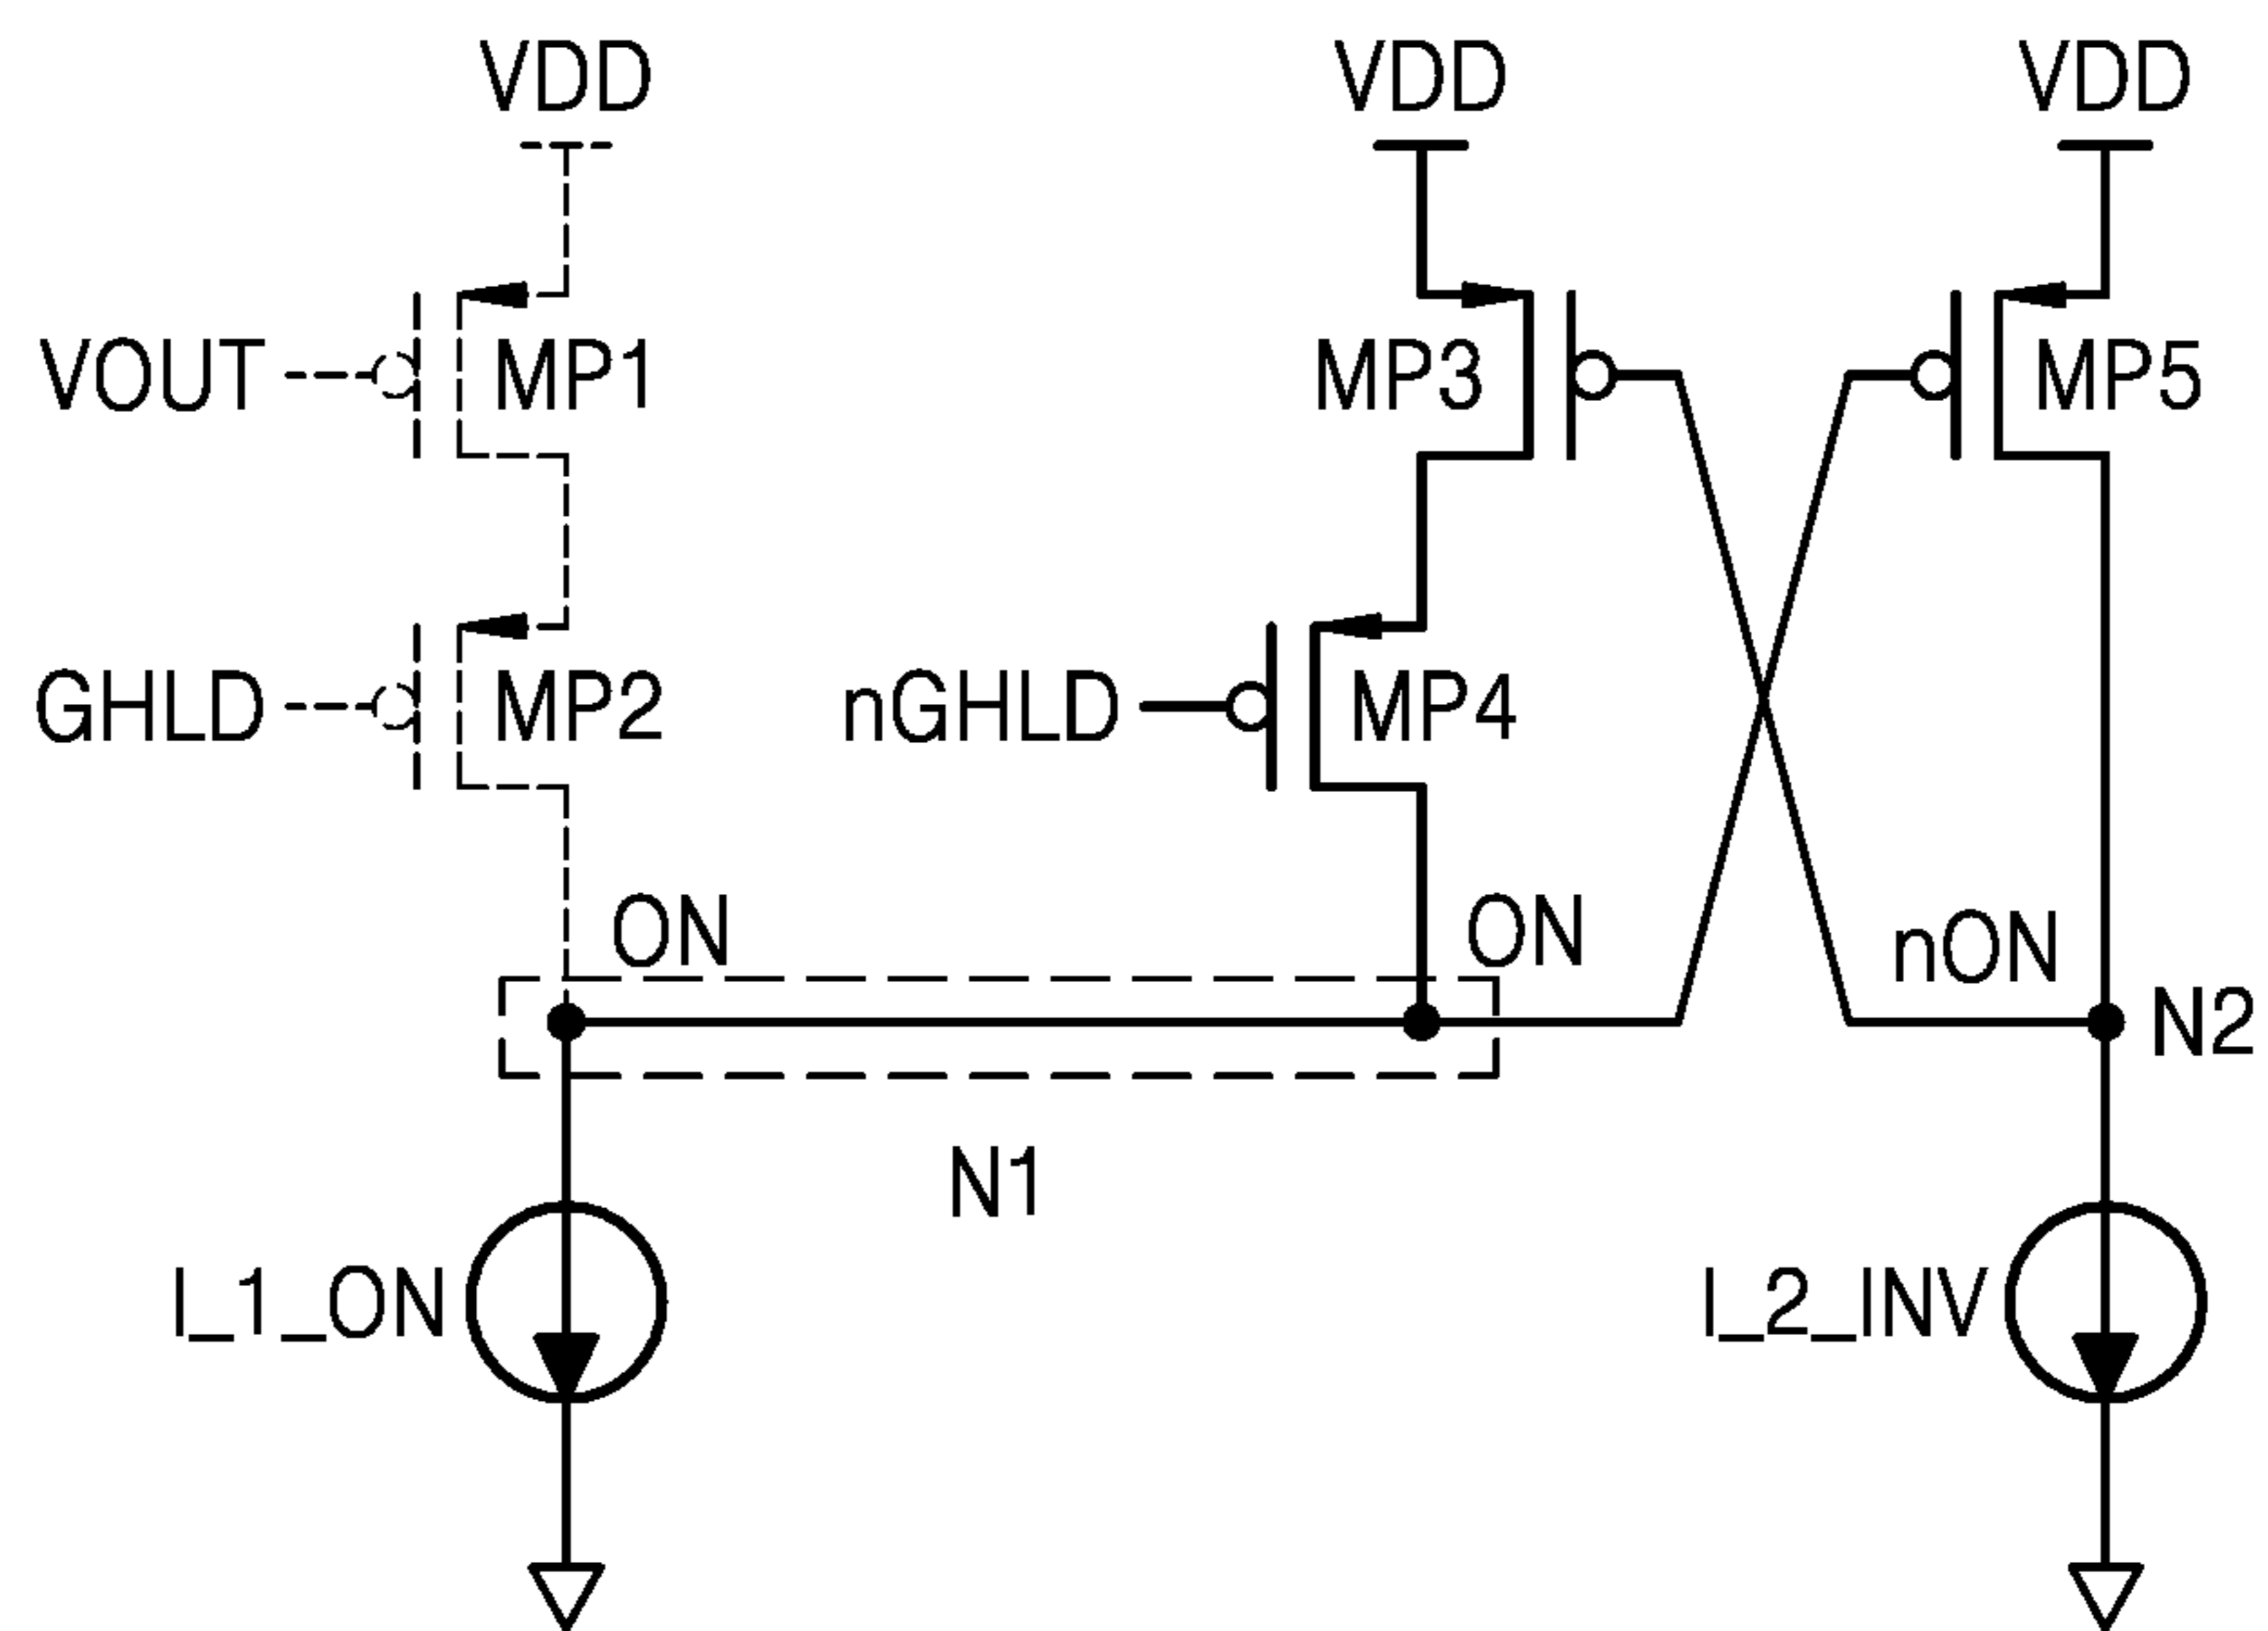 VDD VDD VDD
VOUT MP1 MP3 MP5
GHLD MP2 nGHLD MP4
ON ON nON
N2
N1
I_1_ON I_2_INV